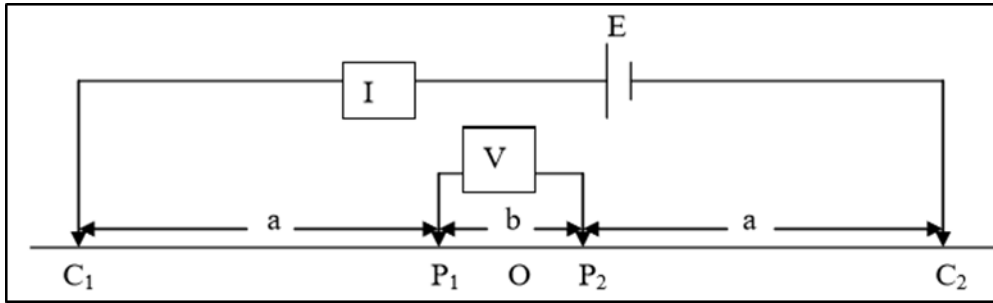 E
I
V
a b a
C₁ P₁ O P₂ C₂